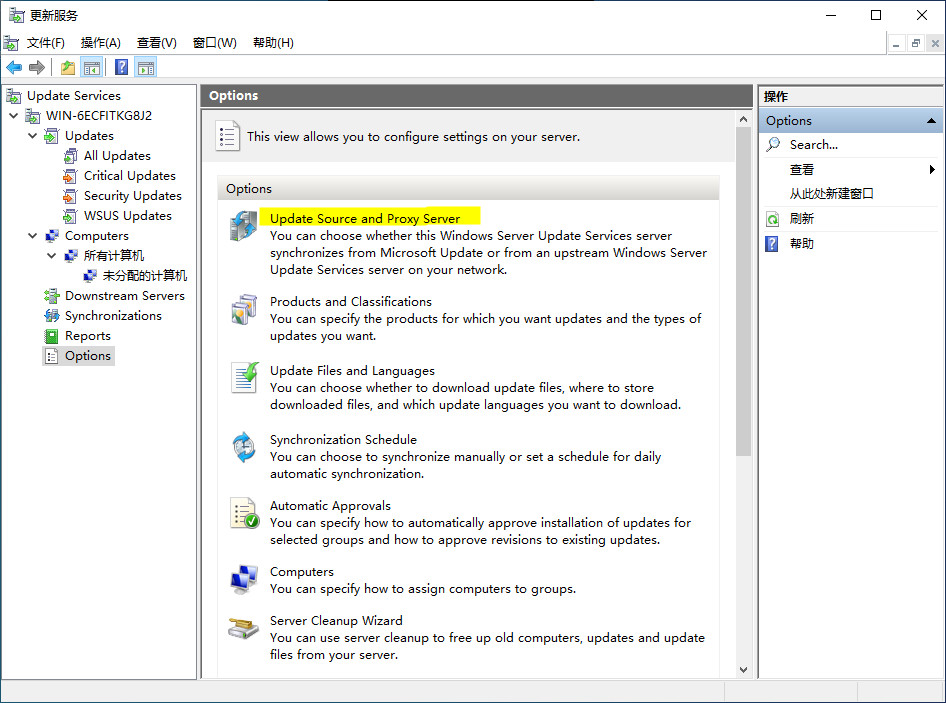 更新服务
文件(F) 操作(A) 查看(V) 窗口(W) 帮助(H)
Update Services
WIN-6ECFITKG8J2
Updates
All Updates
Critical Updates
Security Updates
WSUS Updates
Computers
所有计算机
未分配的计算机
Downstream Servers
Synchronizations
Reports
Options
Options
This view allows you to configure settings on your server.
Options
Update Source and Proxy Server
You can choose whether this Windows Server Update Services server
synchronizes from Microsoft Update or from an upstream Windows Server
Update Services server on your network.
Products and Classifications
You can specify the products for which you want updates and the types of
updates you want.
Update Files and Languages
You can choose whether to download update files, where to store
downloaded files, and which update languages you want to download.
Synchronization Schedule
You can choose to synchronize manually or set a schedule for daily
automatic synchronization.
Automatic Approvals
You can specify how to automatically approve installation of updates for
selected groups and how to approve revisions to existing updates.
Computers
You can specify how to assign computers to groups.
Server Cleanup Wizard
You can use server cleanup to free up old computers, updates and update
files from your server.
操作
Options
Search...
查看
从此处新建窗口
刷新
帮助